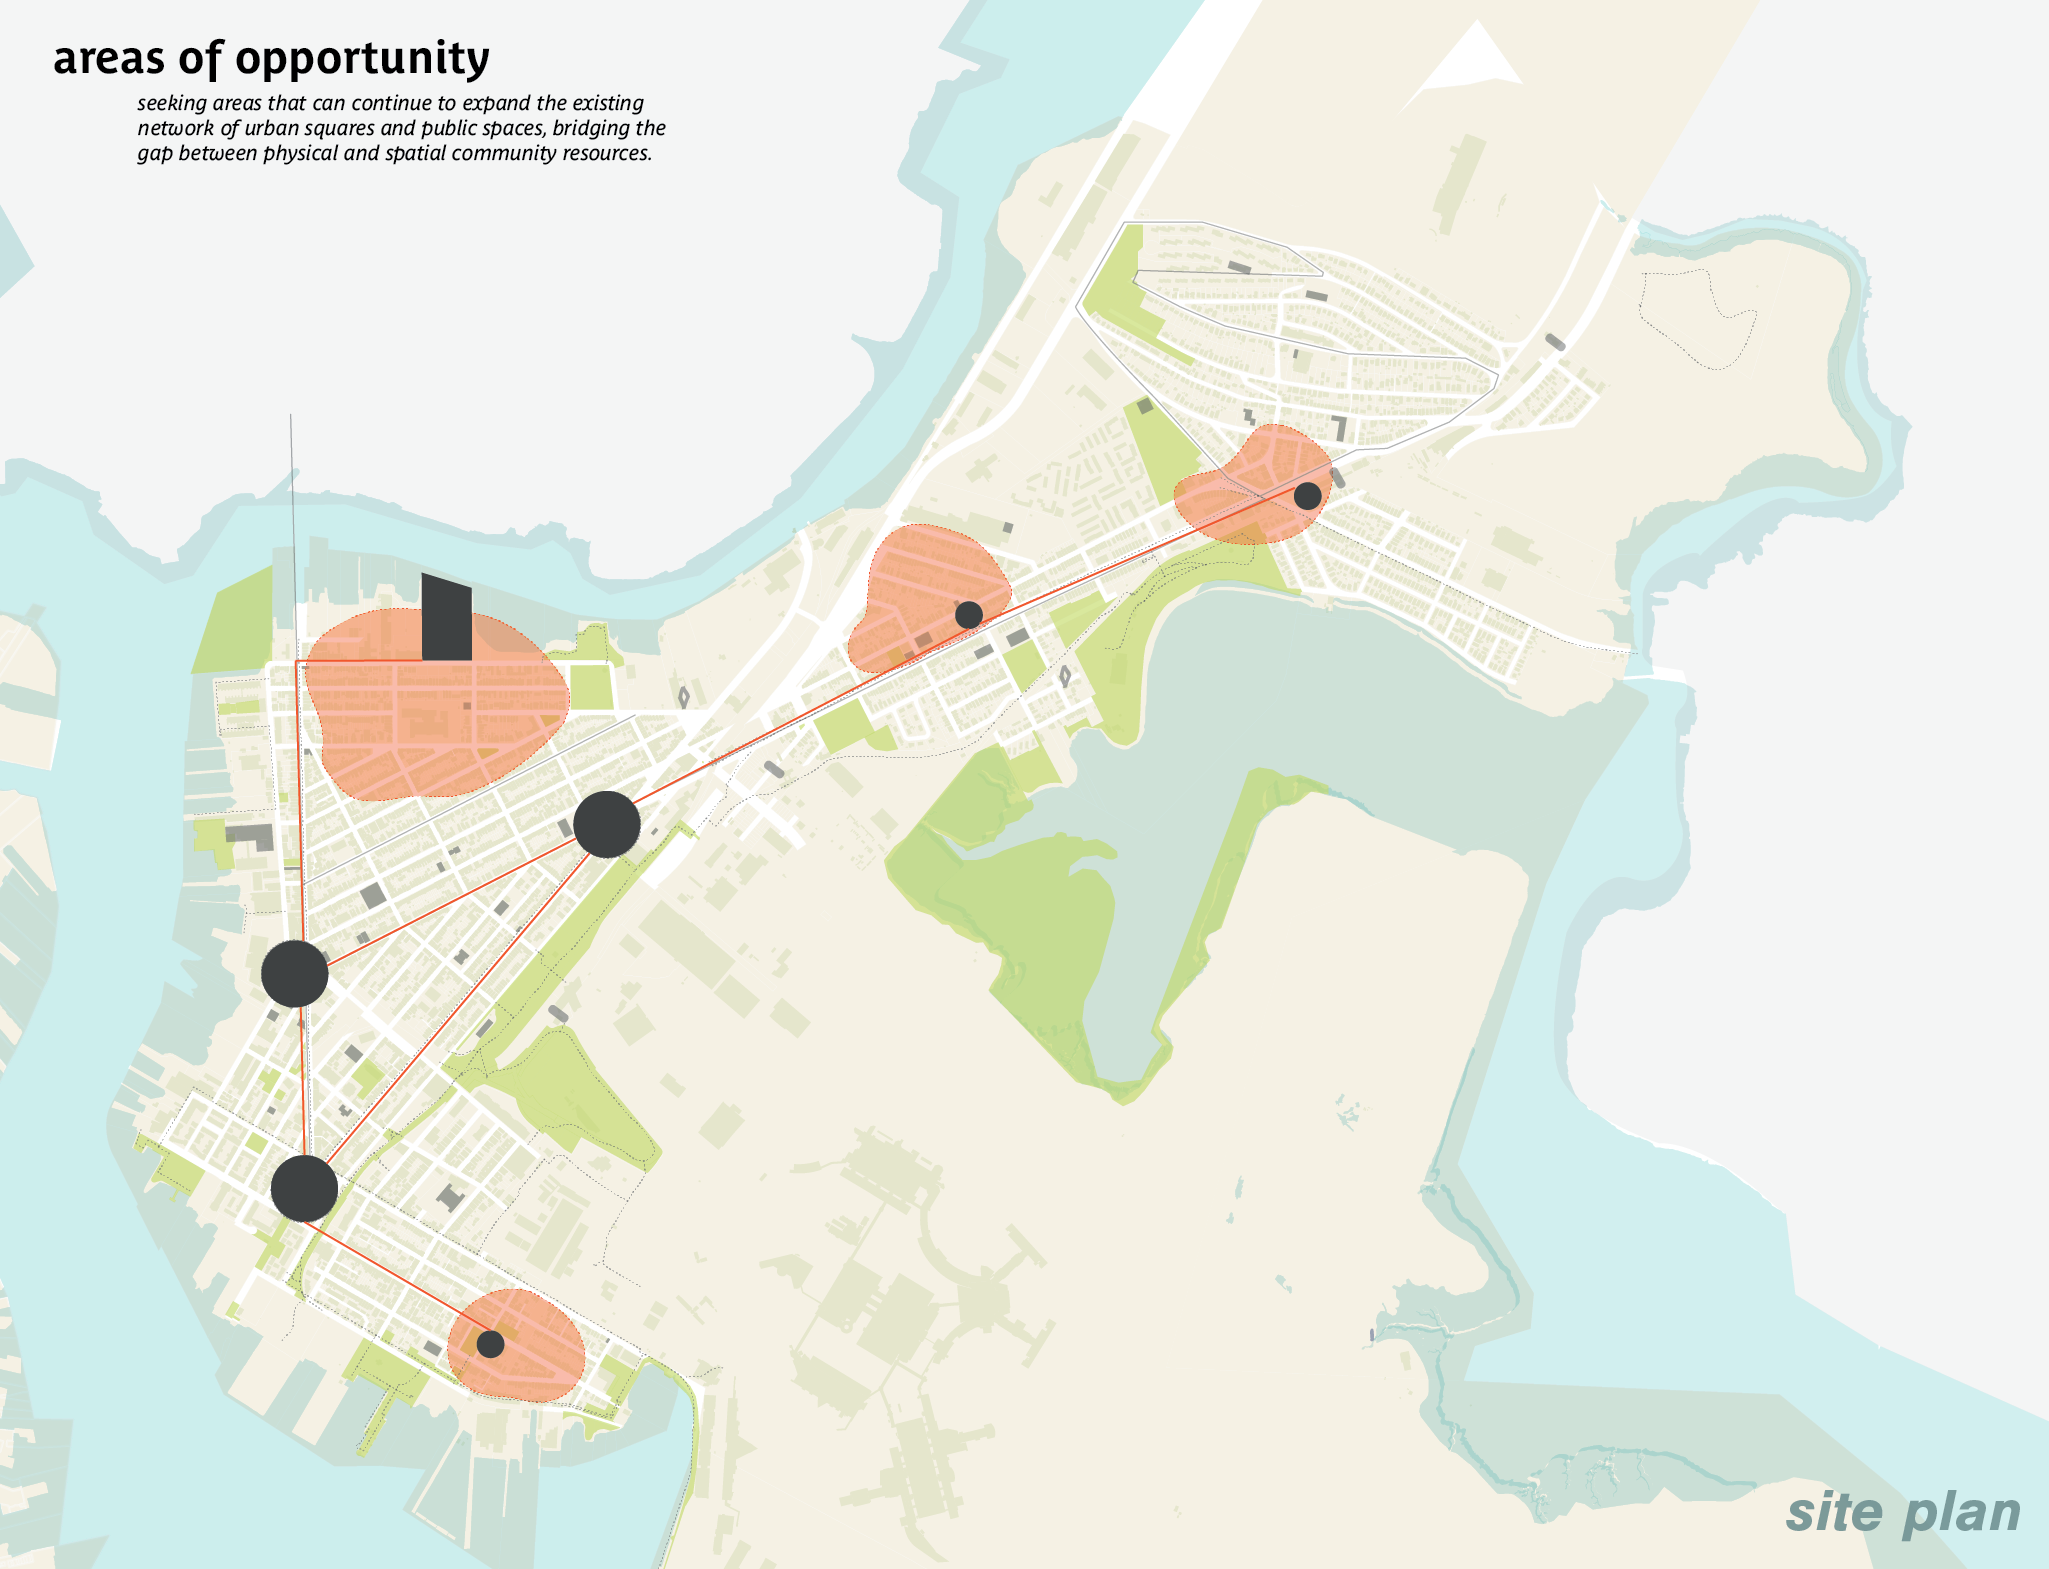 areas of opportunity
seeking areas that can continue to expand the existing
network of urban squares and public spaces, bridging the
gap between physical and spatial community resources.
site plan